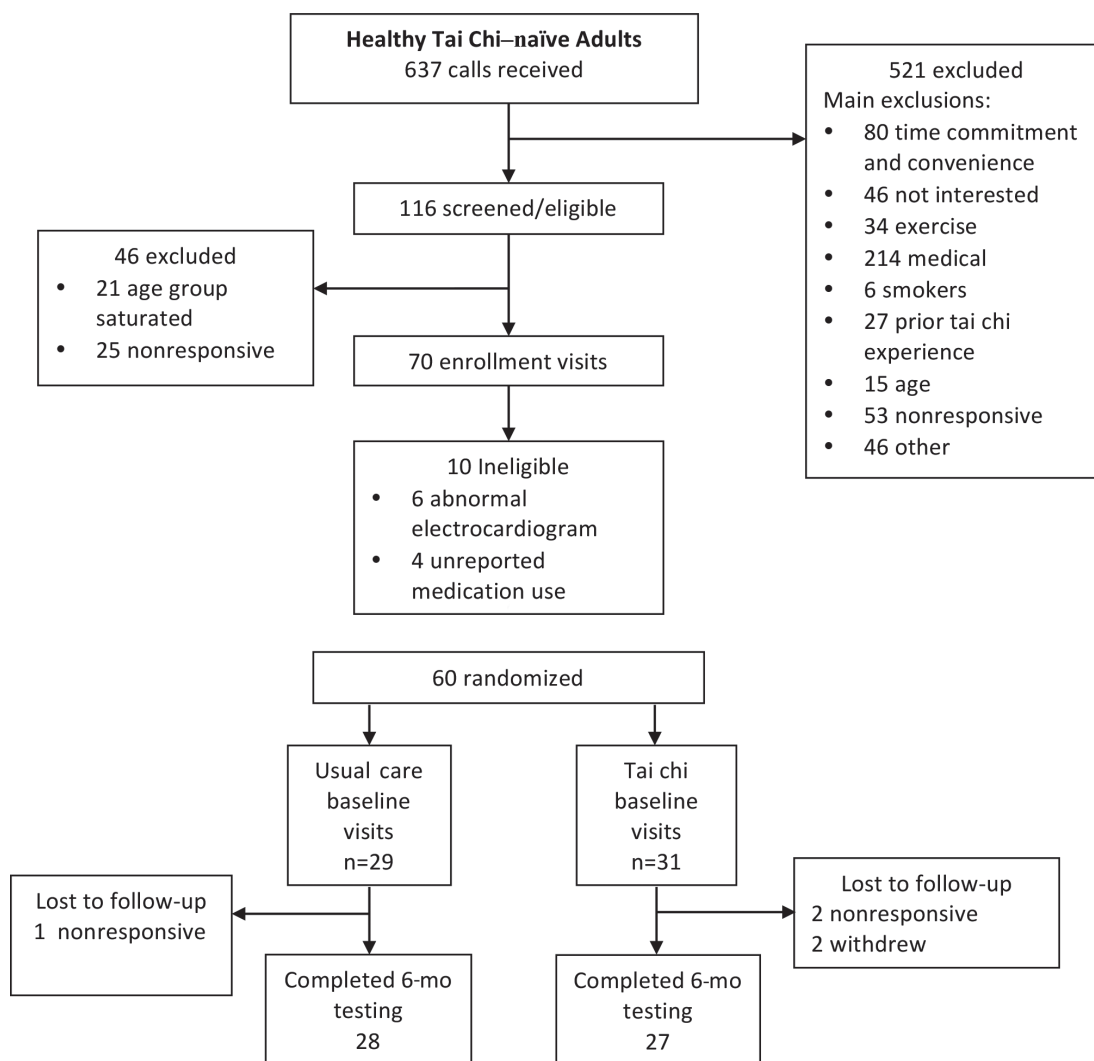 Healthy Tai Chi–naïve Adults
637 calls received
521 excluded
Main exclusions:
• 80 time commitment
and convenience
• 46 not interested
• 34 exercise
• 214 medical
• 6 smokers
• 27 prior tai chi
experience
• 15 age
• 53 nonresponsive
• 46 other
116 screened/eligible
46 excluded
• 21 age group
saturated
• 25 nonresponsive
70 enrollment visits
10 Ineligible
• 6 abnormal
electrocardiogram
• 4 unreported
medication use
60 randomized
Usual care
baseline
visits
n=29
Tai chi
baseline
visits
n=31
Lost to follow-up
1 nonresponsive
Lost to follow-up
2 nonresponsive
2 withdrew
Completed 6-mo
testing
28
Completed 6-mo
testing
27